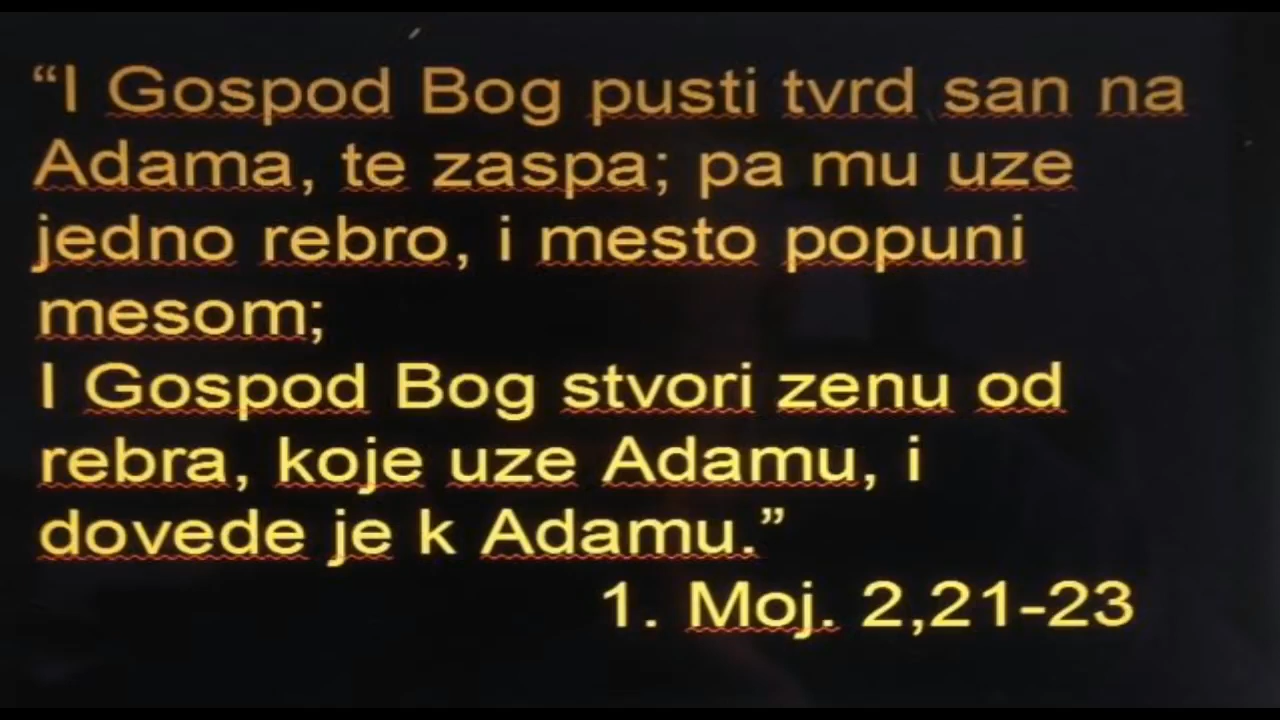 “I Gospod Bog pusti tvrd san na
Adama, te zaspa; pa mu uze
jedno rebro, i mesto popuni
mesom;
I Gospod Bog stvori zenu od
rebra, koje uze Adamu, i
dovede je k Adamu.”
1. Moj. 2,21-23